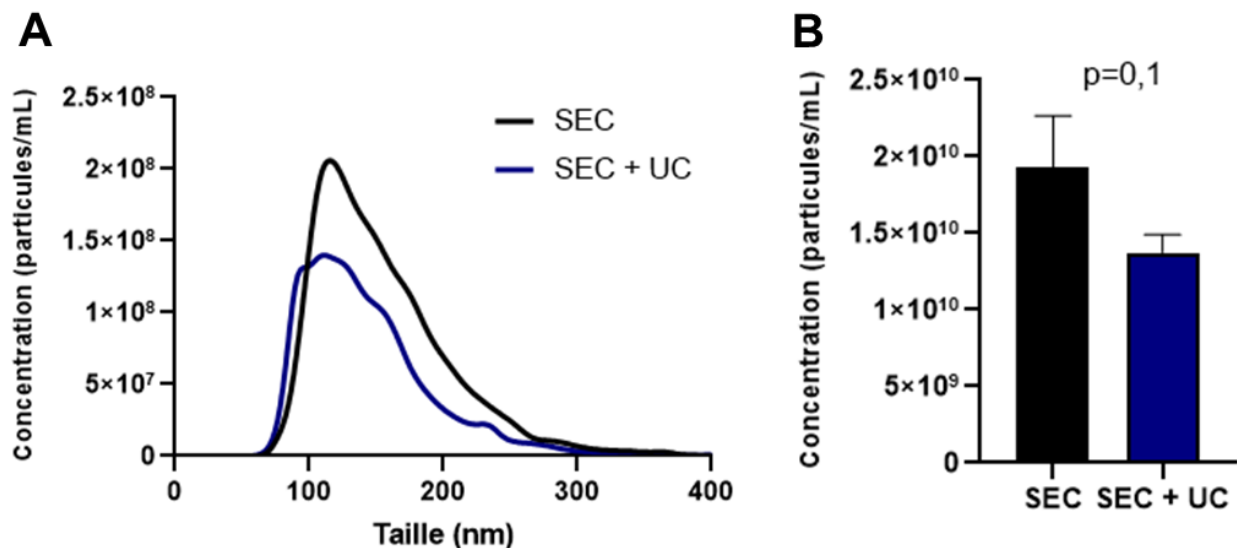 A
Concentration (particules/mL)
2.5×10⁸
2×10⁸
1.5×10⁸
1×10⁸
5×10⁷
0
0 100 200 300 400
Taille (nm)
SEC
SEC + UC
B
Concentration (particules/mL)
p=0,1
2.5×10¹⁰
2×10¹⁰
1.5×10¹⁰
1×10¹⁰
5×10⁹
0
SEC SEC + UC